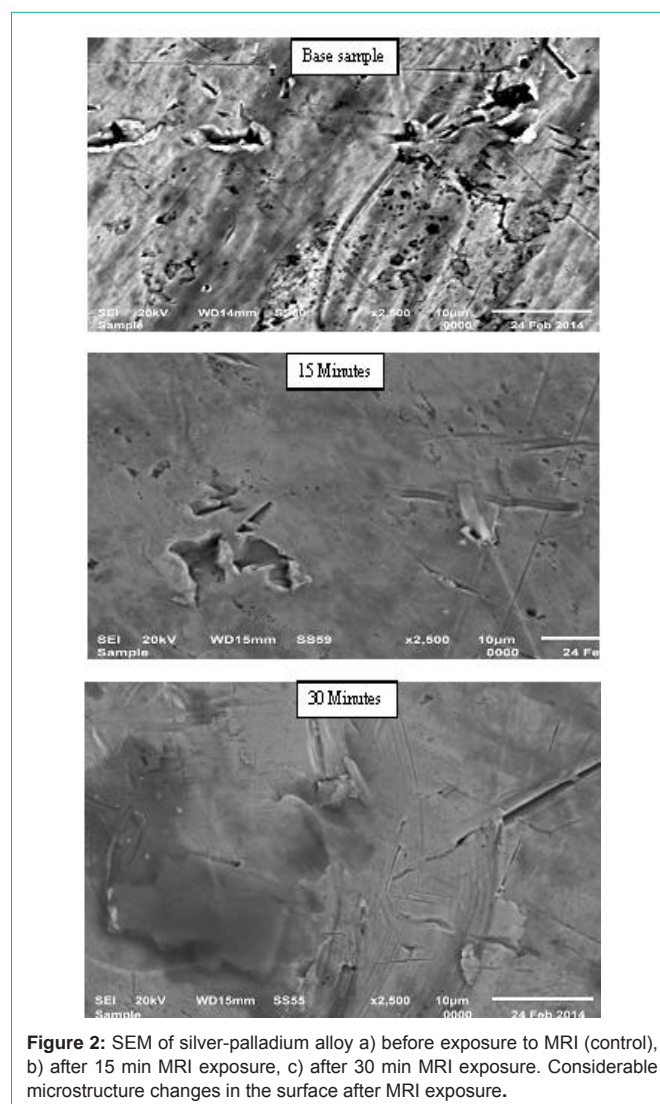 Base sample
SEI 20kV WD14mm SS60 x2,500 10µm
Sample 0000 24 Feb 2014
15 Minutes
SEI 20kV WD15mm SS59 x2,500 10µm
Sample 0000 24 Fe
30 Minutes
SEI 20kV WD15mm SS55 x2,500 10µm
Sample 0000 24 Feb 2014
Figure 2: SEM of silver-palladium alloy a) before exposure to MRI (control),
b) after 15 min MRI exposure, c) after 30 min MRI exposure. Considerable
microstructure changes in the surface after MRI exposure.